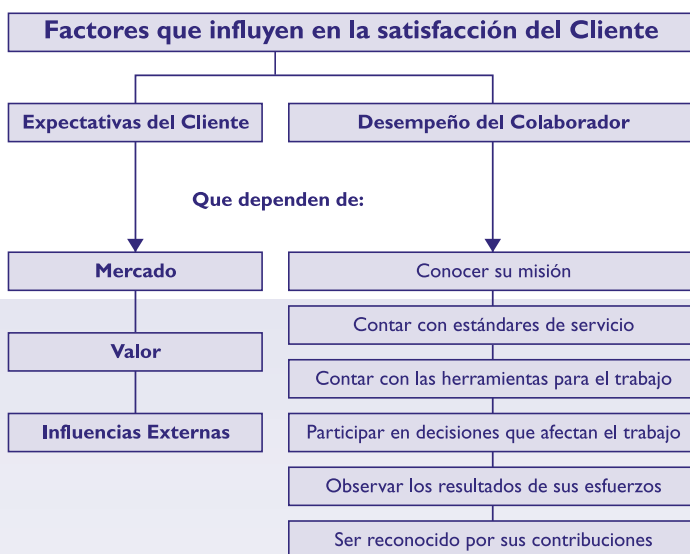 Factores que influyen en la satisfacción del Cliente
Expectativas del Cliente
Desempeño del Colaborador
Que dependen de:
Mercado
Valor
Influencias Externas
Conocer su misión
Contar con estándares de servicio
Contar con las herramientas para el trabajo
Participar en decisiones que afectan el trabajo
Observar los resultados de sus esfuerzos
Ser reconocido por sus contribuciones